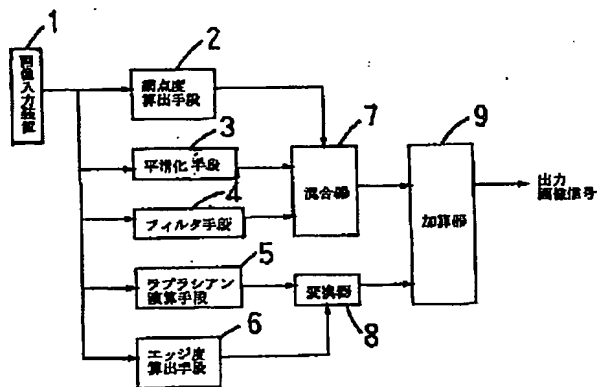 1
画像入力装置
2
網点度
算出手段
3
平滑化手段
4
フィルタ手段
5
ラプラシアン
演算手段
6
エッジ度
算出手段
7
混合器
8
変換器
9
加算器
出力
画像信号